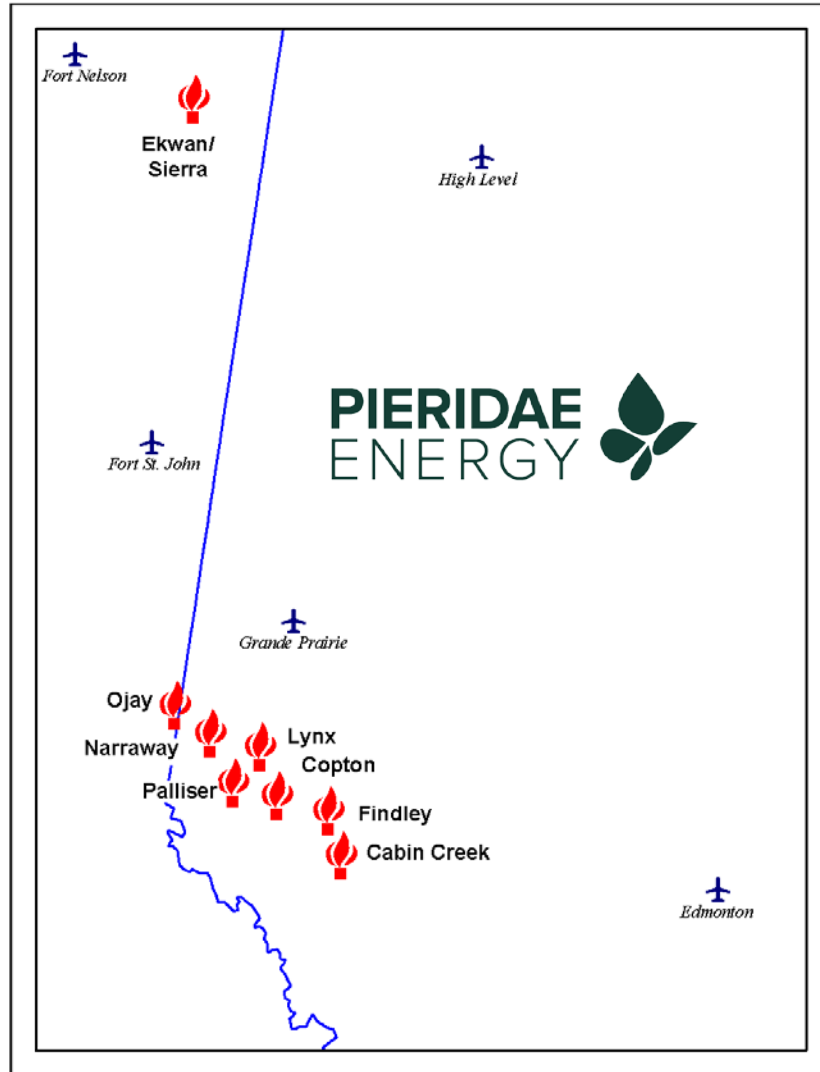 Fort Nelson
Ekwan/
Sierra
High Level
PIERIDAE
ENERGY
Fort St. John
Grande Prairie
Ojay
Narraway
Lynx
Copton
Palliser
Findley
Cabin Creek
Edmonton